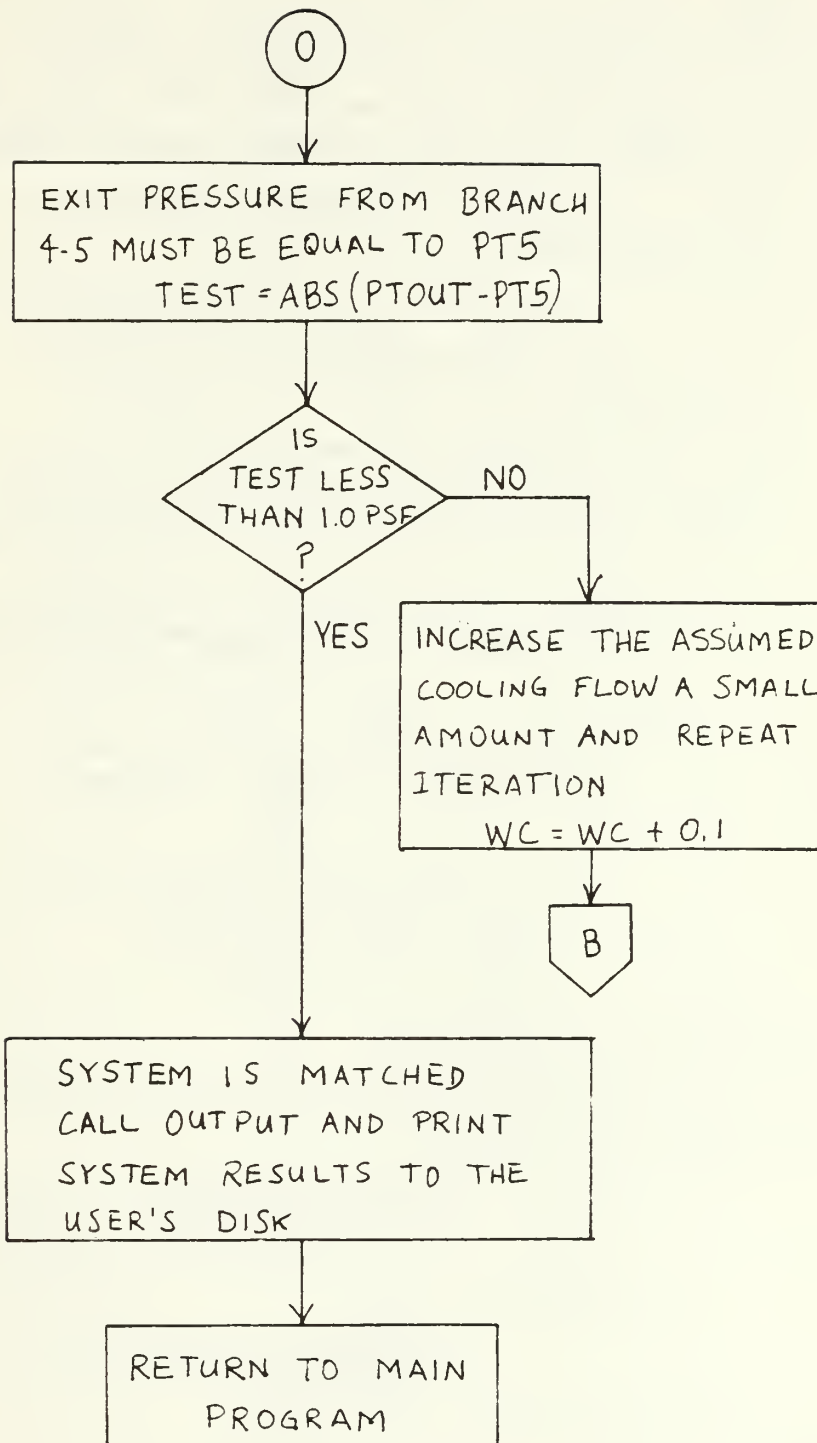 O
EXIT PRESSURE FROM BRANCH
4-5 MUST BE EQUAL TO PT5
TEST = ABS(PTOUT-PT5)
IS
TEST LESS
THAN 1.0 PSF
?
NO
YES
INCREASE THE ASSUMED
COOLING FLOW A SMALL
AMOUNT AND REPEAT
ITERATION
WC = WC + 0.1
B
SYSTEM IS MATCHED
CALL OUTPUT AND PRINT
SYSTEM RESULTS TO THE
USER'S DISK
RETURN TO MAIN
PROGRAM